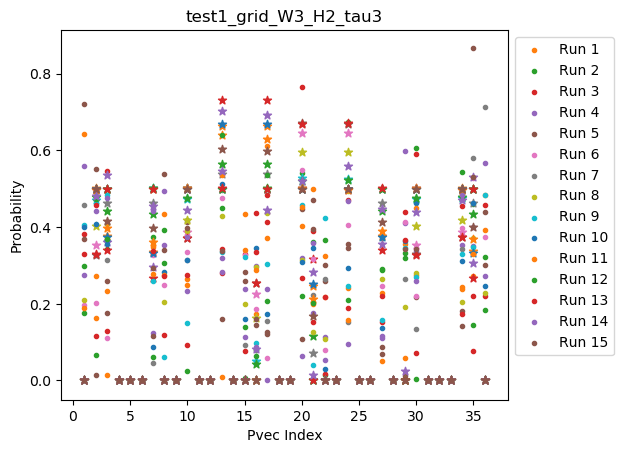 test1_grid_W3_H2_tau3
Probability
0.8
0.6
0.4
0.2
0.0
0 5 10 15 20 25 30 35
Pvec Index
Run 1
Run 2
Run 3
Run 4
Run 5
Run 6
Run 7
Run 8
Run 9
Run 10
Run 11
Run 12
Run 13
Run 14
Run 15